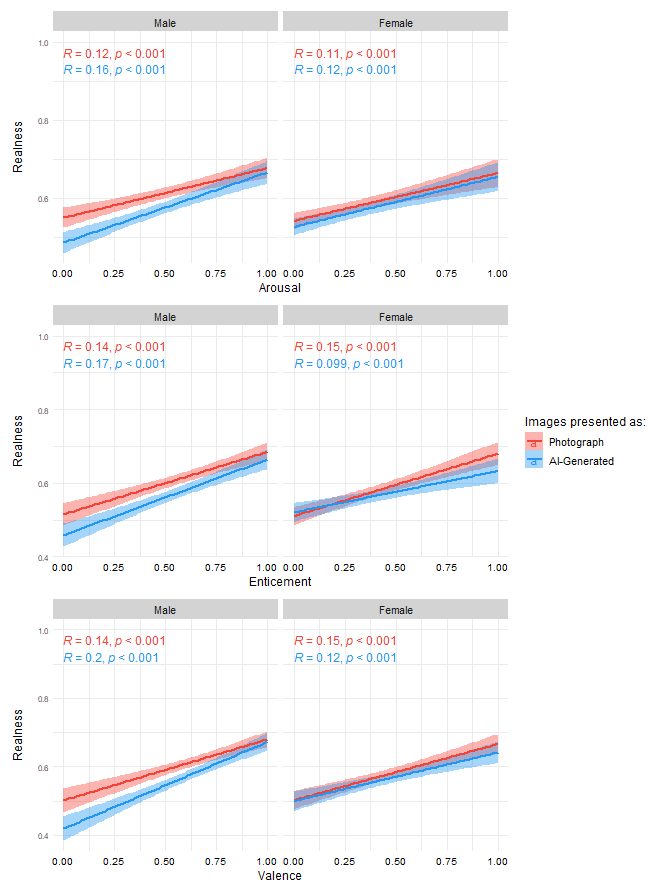 Male Female
1.0
R = 0.12, p < 0.001 R = 0.11, p < 0.001
R = 0.16, p < 0.001 R = 0.12, p < 0.001
0.8
Realness
0.6
0.00 0.25 0.50 0.75 1.00 0.00 0.25 0.50 0.75 1.00
Arousal
Male Female
1.0
R = 0.14, p < 0.001 R = 0.15, p < 0.001
R = 0.17, p < 0.001 R = 0.099, p < 0.001
0.8
Realness
0.6
0.4
0.00 0.25 0.50 0.75 1.00 0.00 0.25 0.50 0.75 1.00
Enticement
Images presented as:
a Photograph
a AI-Generated
Male Female
1.0
R = 0.14, p < 0.001 R = 0.15, p < 0.001
R = 0.2, p < 0.001 R = 0.12, p < 0.001
0.8
Realness
0.6
0.4
0.00 0.25 0.50 0.75 1.00 0.00 0.25 0.50 0.75 1.00
Valence